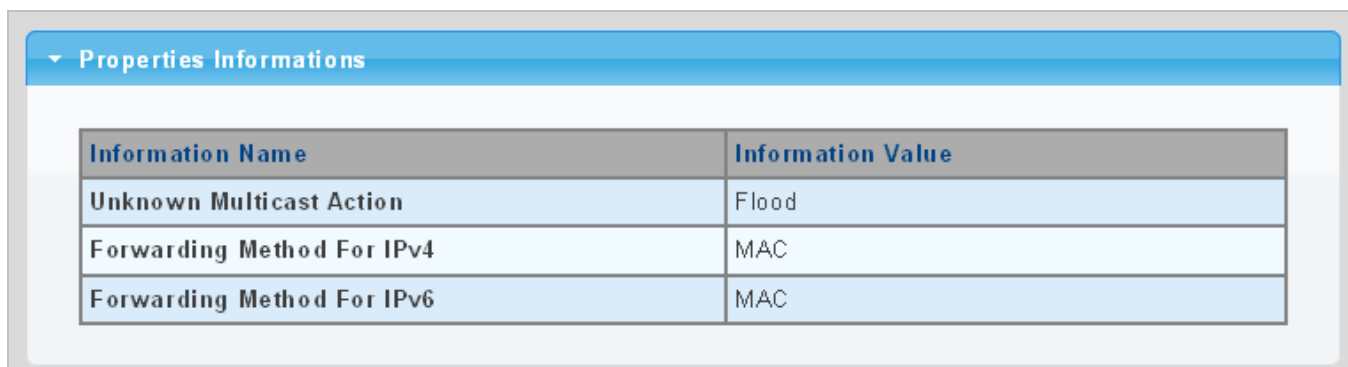 Properties Informations
Information Name Information Value
Unknown Multicast Action Flood
Forwarding Method For IPv4 MAC
Forwarding Method For IPv6 MAC